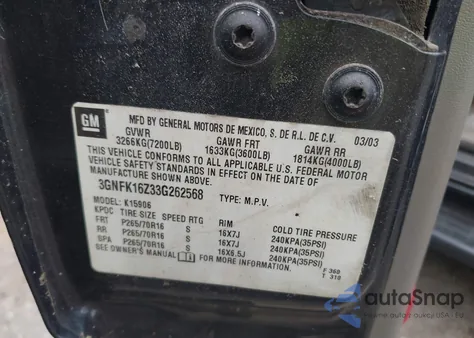 GM
MFD BY GENERAL MOTORS DE MEXICO, S. DE R.L. DE C.V. 03/03
GVWR GAWR FRT GAWR RR
3266KG(7200LB) 1633KG(3600LB) 1814KG(4000LB)
THIS VEHICLE CONFORMS TO ALL APPLICABLE U.S. FEDERAL MOTOR
VEHICLE SAFETY STANDARDS IN EFFECT ON THE DATE OF
MANUFACTURE SHOWN ABOVE.
3GNFK16Z33G262568 TYPE: M.P.V.
MODEL: K15906
KPDC TIRE SIZE SPEED RTG RIM COLD TIRE PRESSURE
FRT P265/70R16 S 16X7J 240KPA(35PSI)
RR P265/70R16 S 16X7J 240KPA(35PSI)
SPA P265/70R16 S 16X6.5J 240KPA(35PSI)
SEE OWNER'S MANUAL FOR MORE INFORMATION.
F 369
T 310
autoSnap